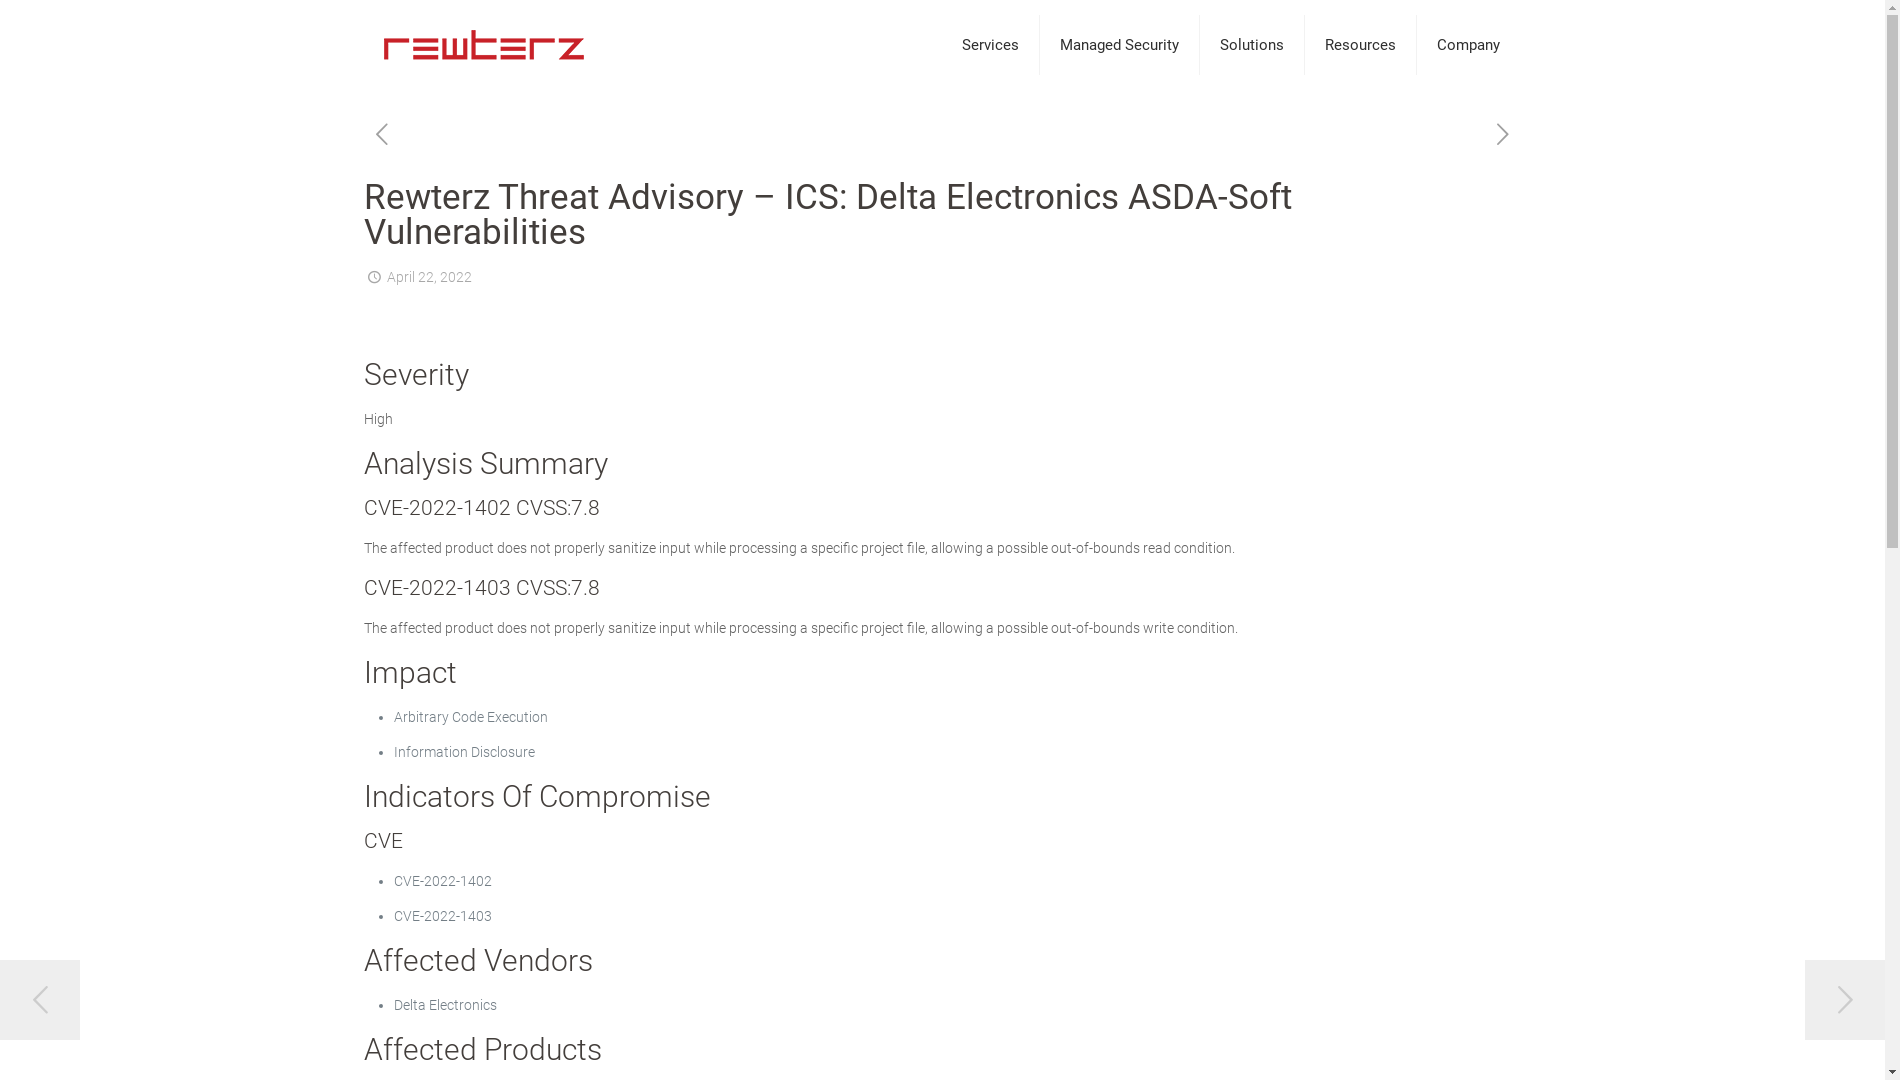 rewterz
Services
Managed Security
Solutions
Resources
Company
Rewterz Threat Advisory – ICS: Delta Electronics ASDA-Soft
Vulnerabilities
April 22, 2022
Severity
High
Analysis Summary
CVE-2022-1402 CVSS:7.8
The affected product does not properly sanitize input while processing a specific project file, allowing a possible out-of-bounds read condition.
CVE-2022-1403 CVSS:7.8
The affected product does not properly sanitize input while processing a specific project file, allowing a possible out-of-bounds write condition.
Impact
Arbitrary Code Execution
Information Disclosure
Indicators Of Compromise
CVE
CVE-2022-1402
CVE-2022-1403
Affected Vendors
Delta Electronics
Affected Products